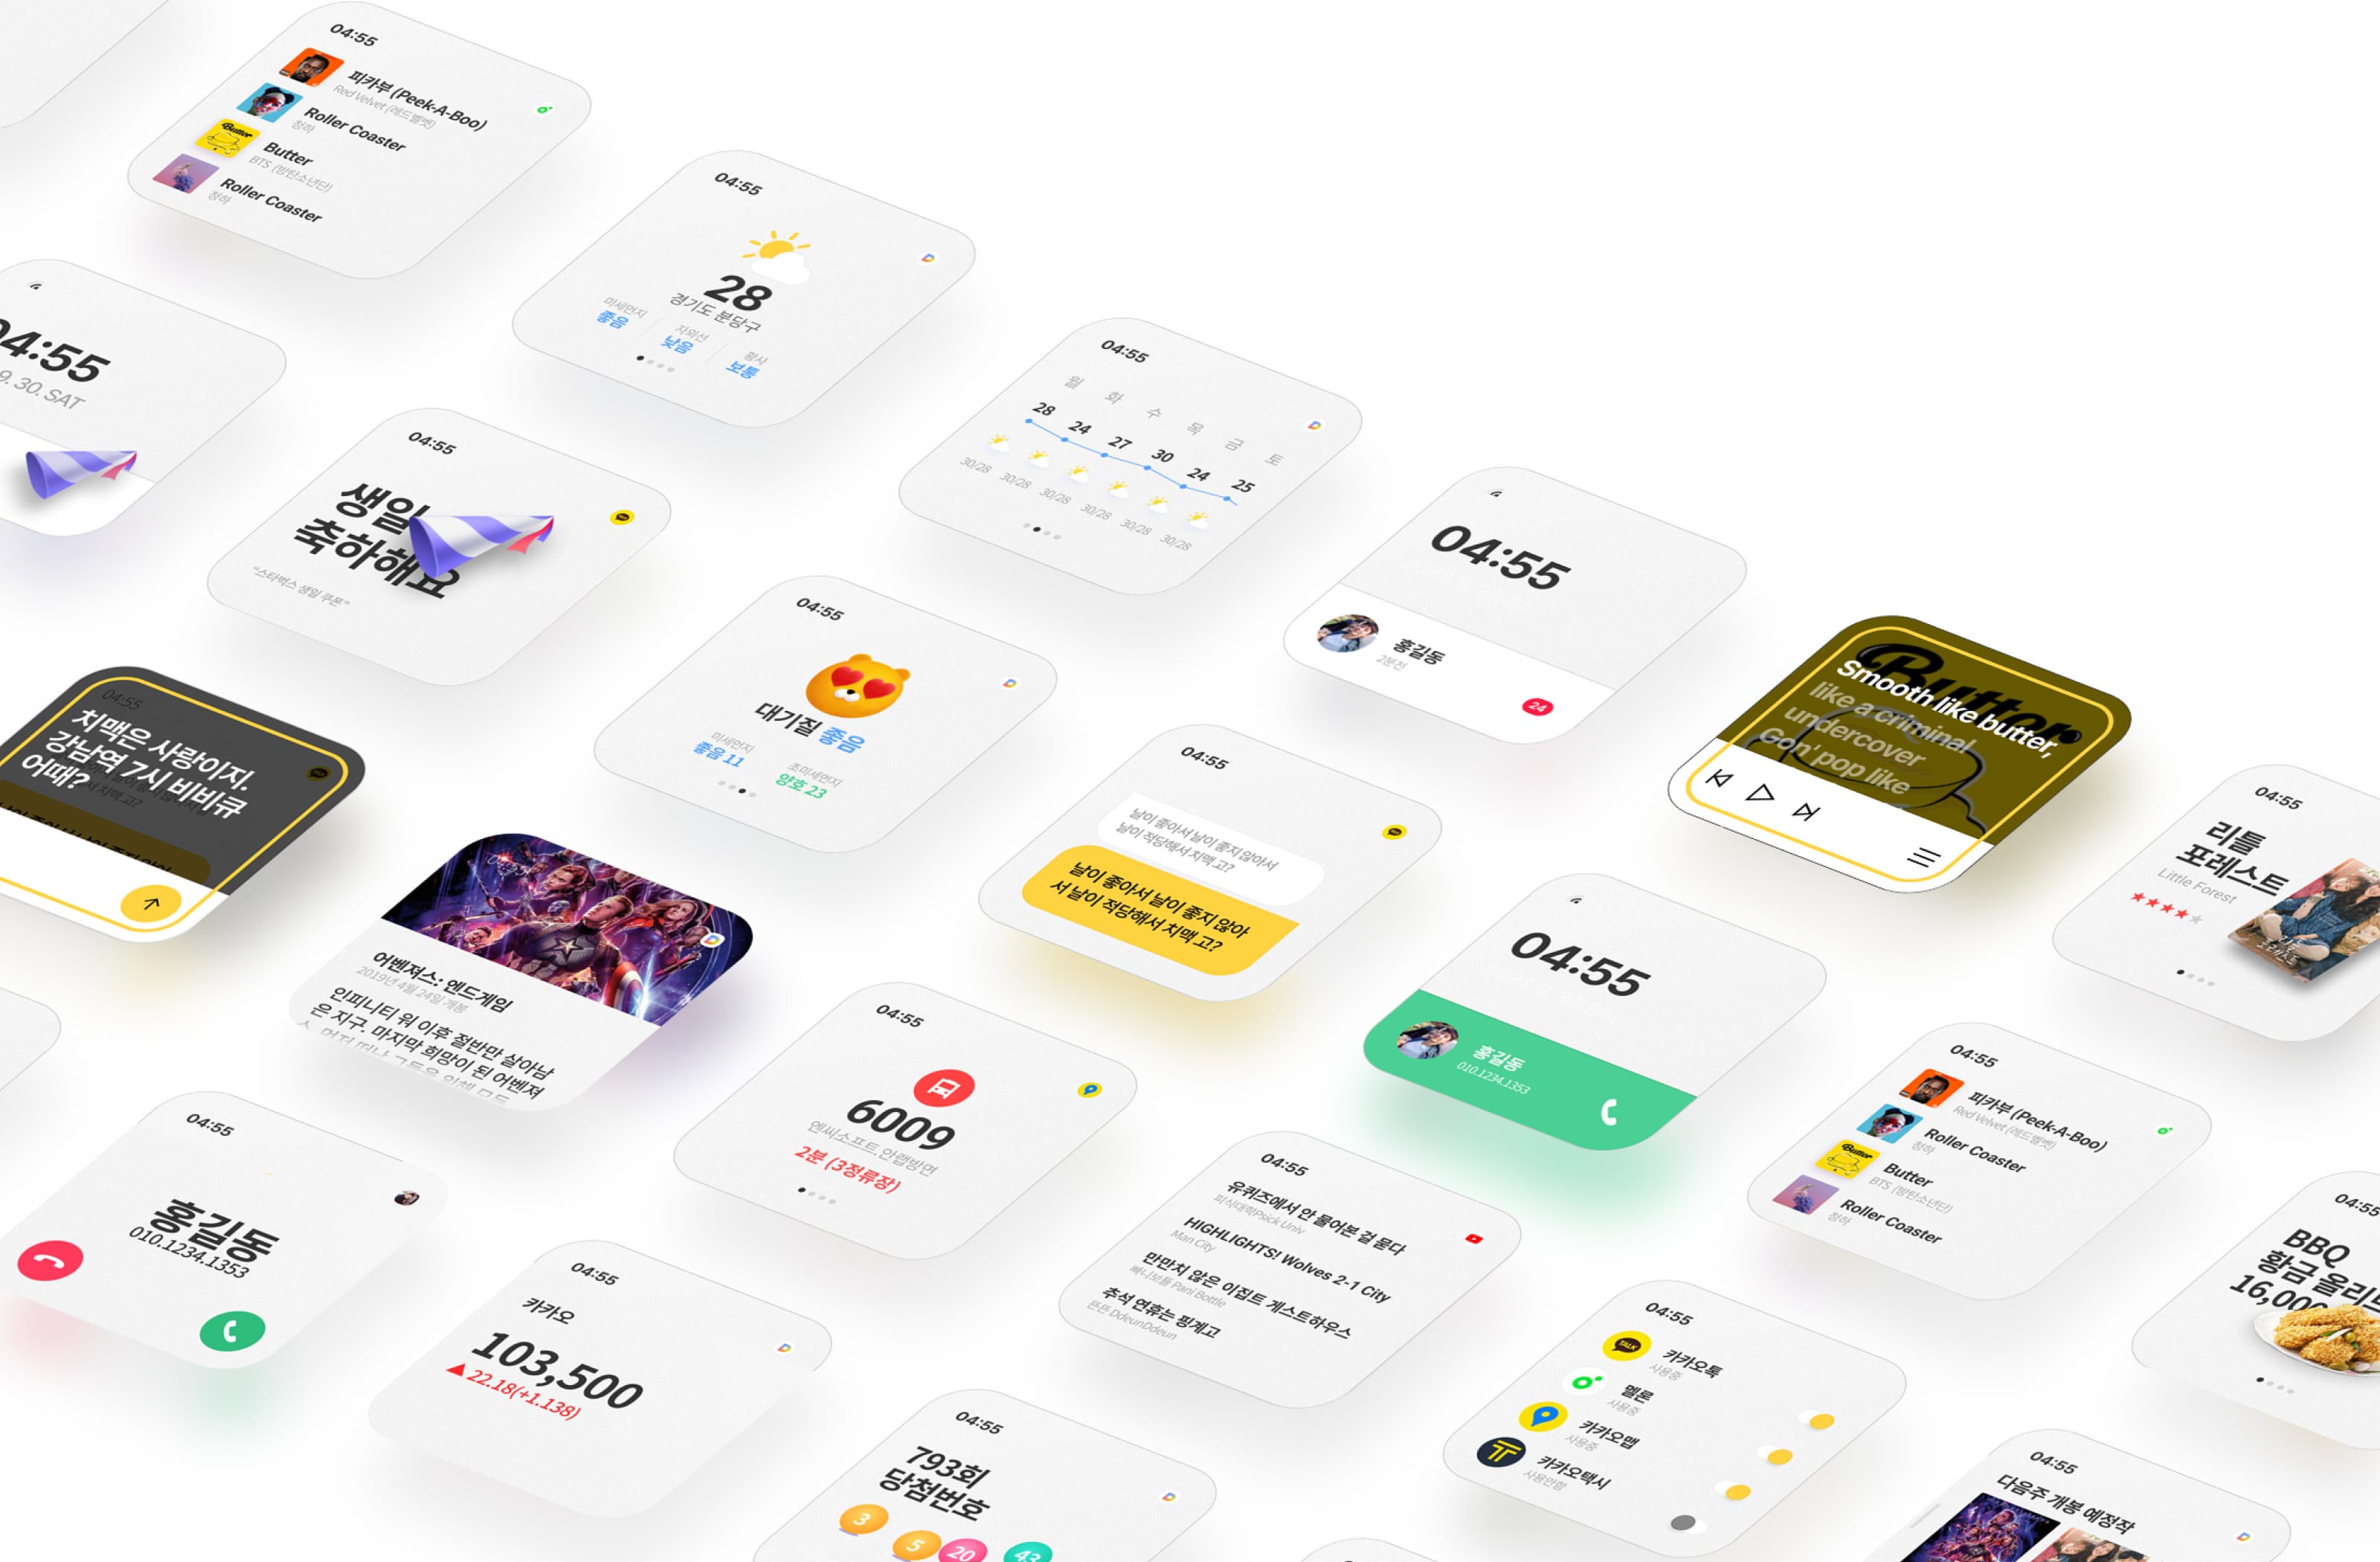 04:55
피카부 (Peek-A-Boo)
Red Velvet (레드벨벳)
Roller Coaster
청하
Butter
BTS (방탄소년단)
Roller Coaster
청하
04:55
28
경기도 분당구
미세먼지
좋음
자외선
낮음
황사
보통
04:55
월 화 수 목 금 토
28 24 27 30 24 25
30/28 30/28 30/28 30/28 30/28 30/28
04:55
홍길동
2분전
24
Butter
Smooth like butter,
like a criminal
undercover
Gon' pop like
04:55
리틀
포레스트
Little Forest
04:55
9. 30. SAT
04:55
생일
축하해요
"스타벅스 생일 쿠폰"
04:55
대기질 좋음
미세먼지
좋음 11
초미세먼지
양호 23
04:55
날이 좋아서 날이 좋지 않아서
날이 적당해서 치맥 고?
날이 좋아서 날이 좋지 않아
서 날이 적당해서 치맥 고?
04:55
홍길동
010.1234.1353
04:55
피카부 (Peek-A-Boo)
Red Velvet (레드벨벳)
Roller Coaster
청하
Butter
BTS (방탄소년단)
Roller Coaster
청하
04:55
BBQ
황금올리브
16,000
04:55
치맥은 사랑이지.
강남역 7시 비비큐
어때?
04:55
어벤져스: 엔드게임
2019년 4월 24일 개봉
인피니티 워 이후 절반만 살아남
은 지구. 마지막 희망이 된 어벤져
04:55
6009
엔씨소프트.안랩방면
2분 (3정류장)
04:55
유퀴즈에서 안 물어본 걸 묻다
피식대학Psick Univ
HIGHLIGHTS! Wolves 2-1 City
Man City
만만치 않은 이집트 게스트하우스
빠니보틀 Pani Bottle
추석 연휴는 핑계고
뜬뜬 DdeunDdeun
04:55
TALK
카카오톡
사용중
멜론
사용중
카카오맵
사용중
T
카카오택시
사용안함
04:55
다음주 개봉 예정작
04:55
홍길동
010.1234.1353
04:55
카카오
103,500
▲ 22.18(+1.138)
04:55
793회
당첨번호
3 5 20 43